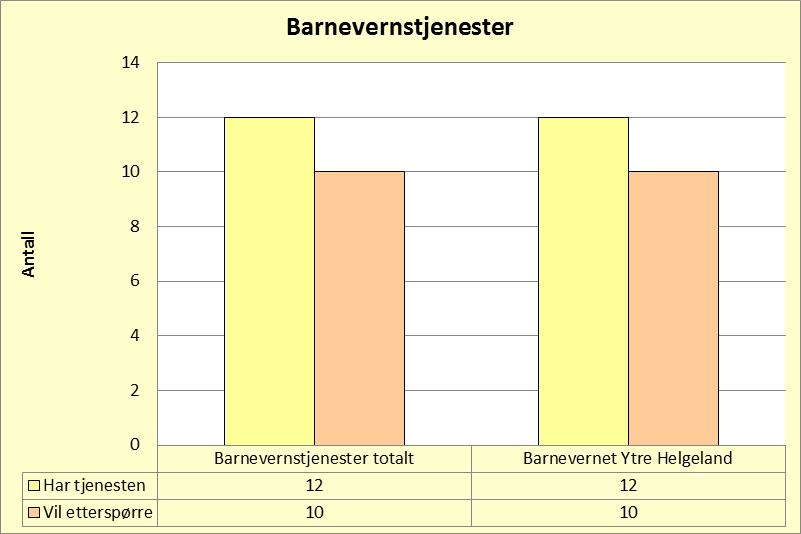 Barnevernstjenester
14
12
10
8
6
4
2
0
Antall
Barnevernstjenester totalt Barnevernet Ytre Helgeland
Har tjenesten 12 12
Vil etterspørre 10 10